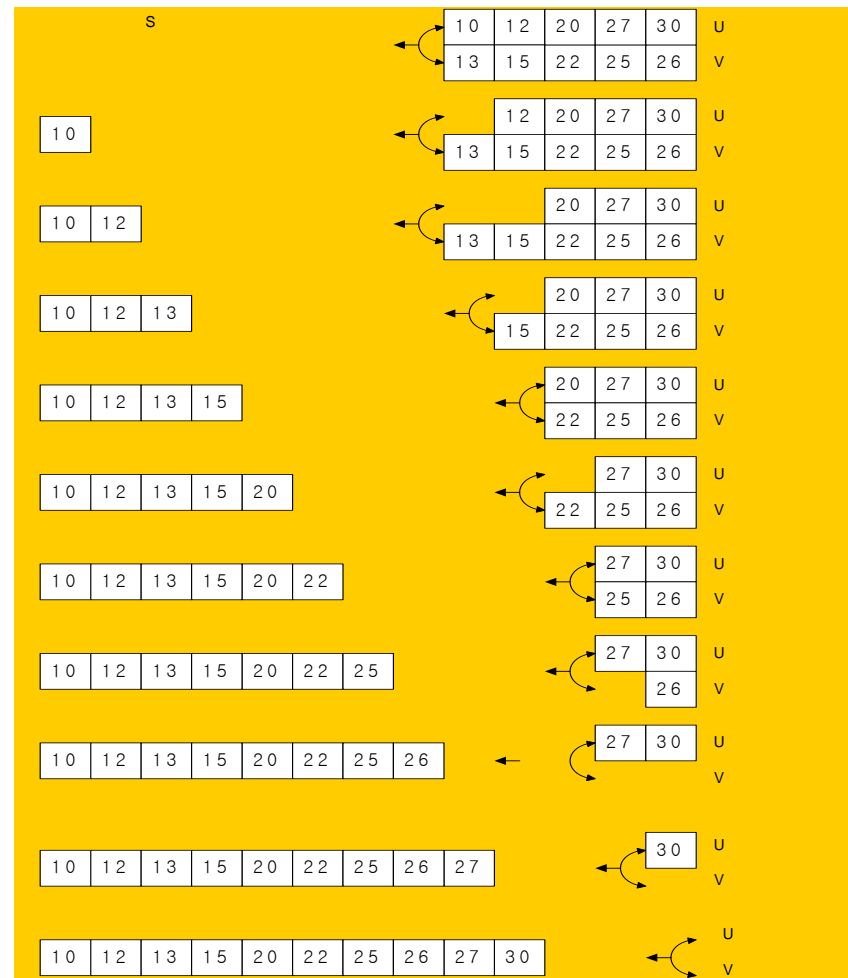 S 10 12 20 27 30 U
13 15 22 25 26 V
12 20 27 30 U
10 13 15 22 25 26 V
20 27 30 U
10 12 13 15 22 25 26 V
20 27 30 U
10 12 13 15 22 25 26 V
20 27 30 U
10 12 13 15 22 25 26 V
27 30 U
10 12 13 15 20 22 25 26 V
27 30 U
10 12 13 15 20 22 25 26 V
27 30 U
10 12 13 15 20 22 25 26 V
27 30 U
10 12 13 15 20 22 25 26 V
30 U
10 12 13 15 20 22 25 26 27 V
U
10 12 13 15 20 22 25 26 27 30 V